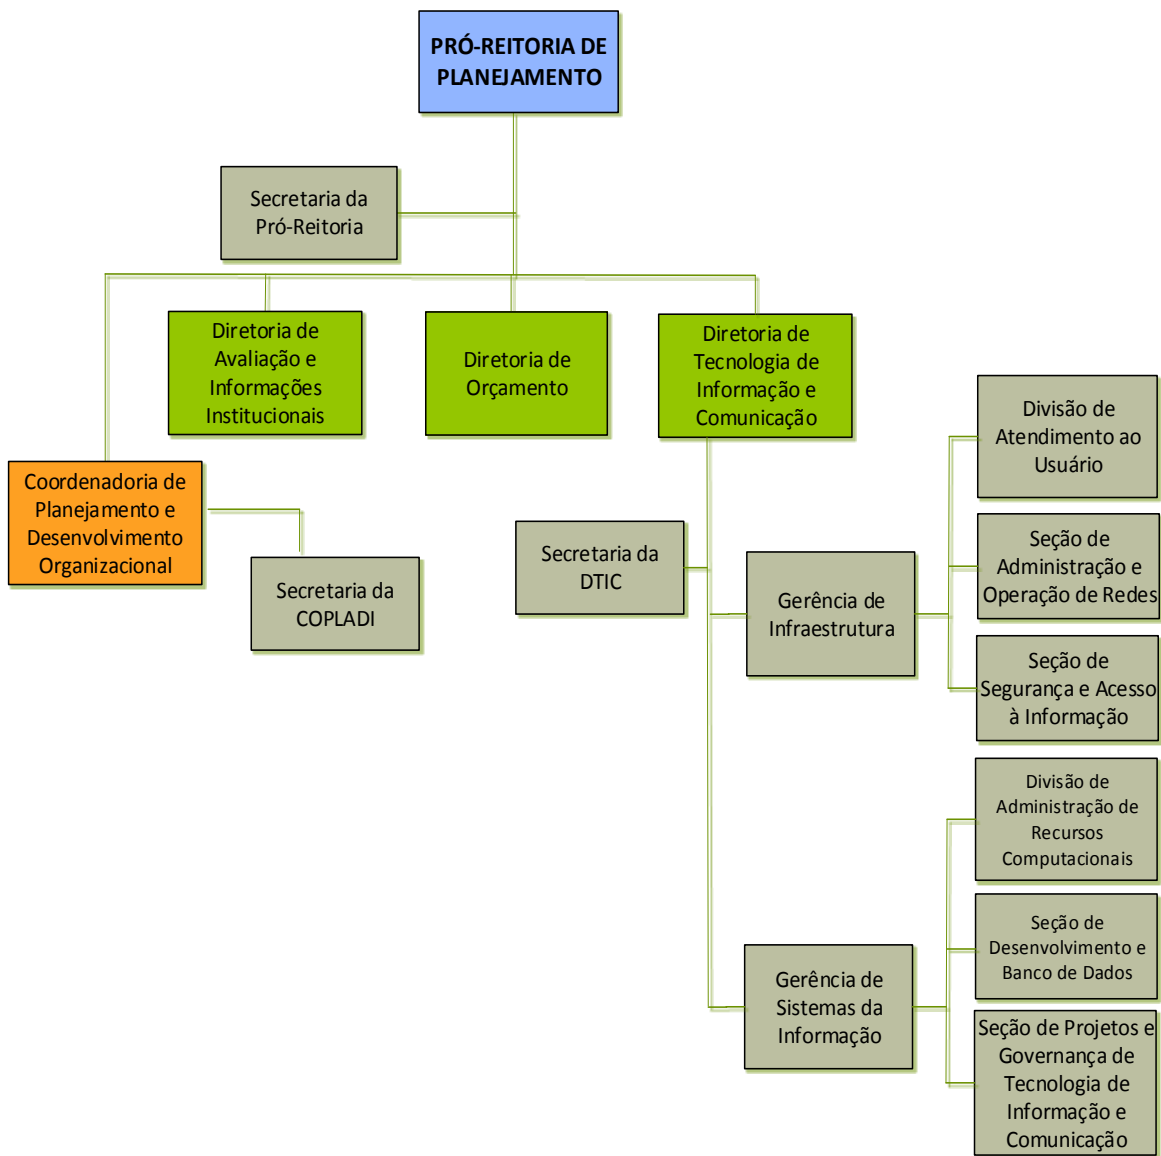 PRÓ-REITORIA DE
PLANEJAMENTO
Secretaria da
Pró-Reitoria
Diretoria de
Avaliação e
Informações
Institucionais
Diretoria de
Orçamento
Diretoria de
Tecnologia de
Informação e
Comunicação
Coordenadoria de
Planejamento e
Desenvolvimento
Organizacional
Secretaria da
COPLADI
Secretaria da
DTIC
Gerência de
Infraestrutura
Divisão de
Atendimento ao
Usuário
Seção de
Administração e
Operação de Redes
Seção de
Segurança e Acesso
à Informação
Gerência de
Sistemas da
Informação
Divisão de
Administração de
Recursos
Computacionais
Seção de
Desenvolvimento e
Banco de Dados
Seção de Projetos e
Governança de
Tecnologia de
Informação e
Comunicação